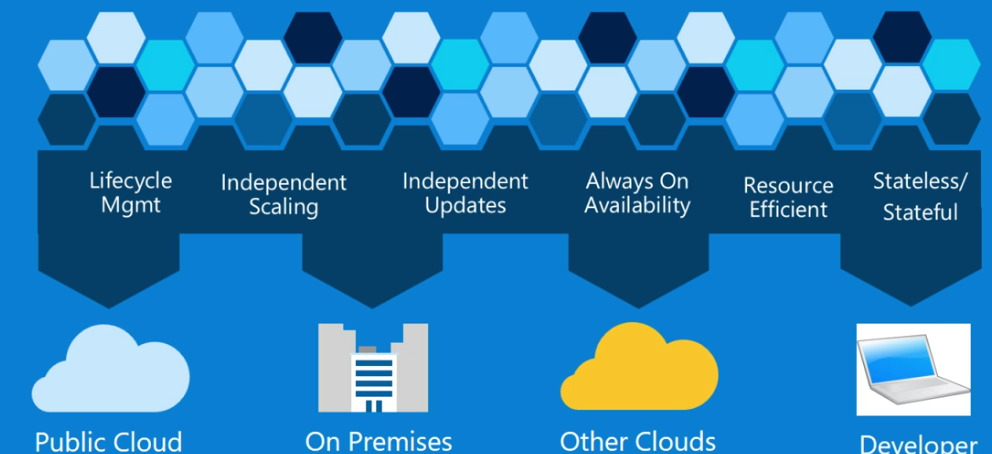 Lifecycle
Mgmt
Independent
Scaling
Independent
Updates
Always On
Availability
Resource
Efficient
Stateless/
Stateful
Public Cloud
On Premises
Other Clouds
Developer